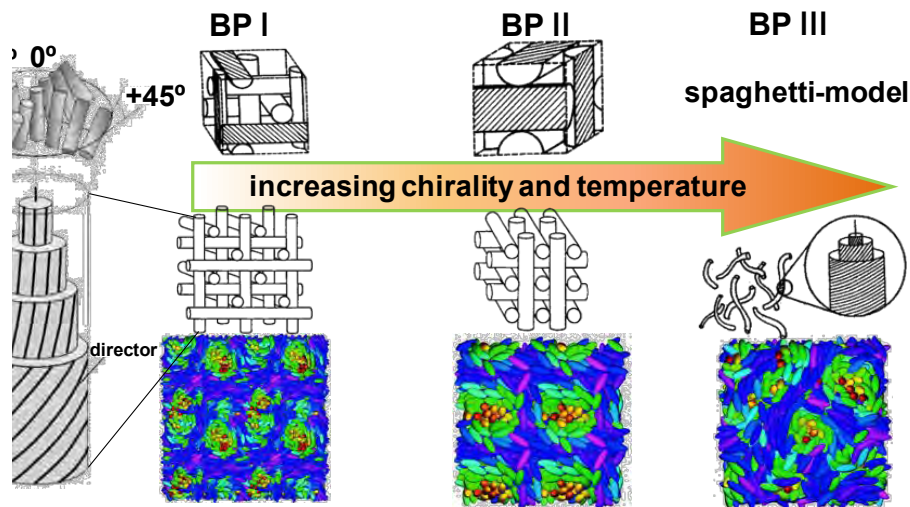 BP I
BP II
BP III
0º
+45º
spaghetti-model
increasing chirality and temperature
director